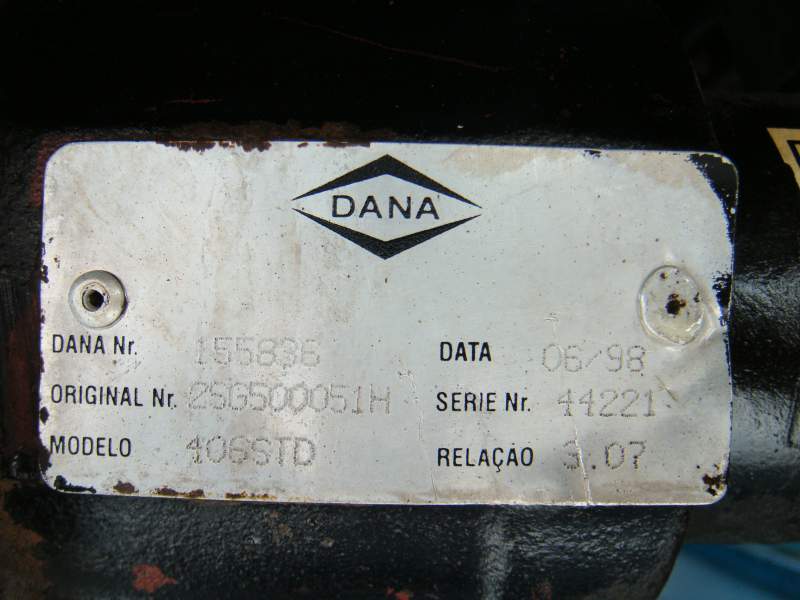 DANA
DANA Nr. 155836 DATA 06/98
ORIGINAL Nr. 2SG500051H SERIE Nr. 44221
MODELO 406STD RELAÇÃO 3.07